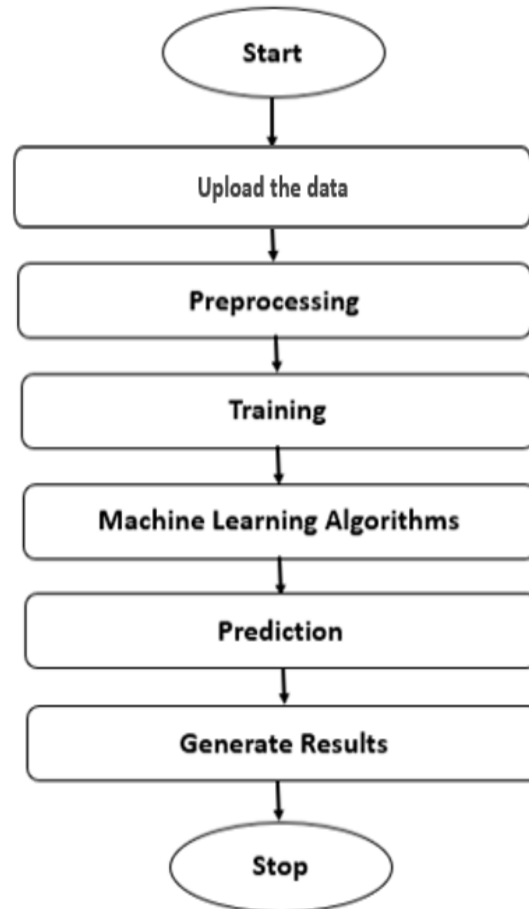 Start
Upload the data
Preprocessing
Training
Machine Learning Algorithms
Prediction
Generate Results
Stop